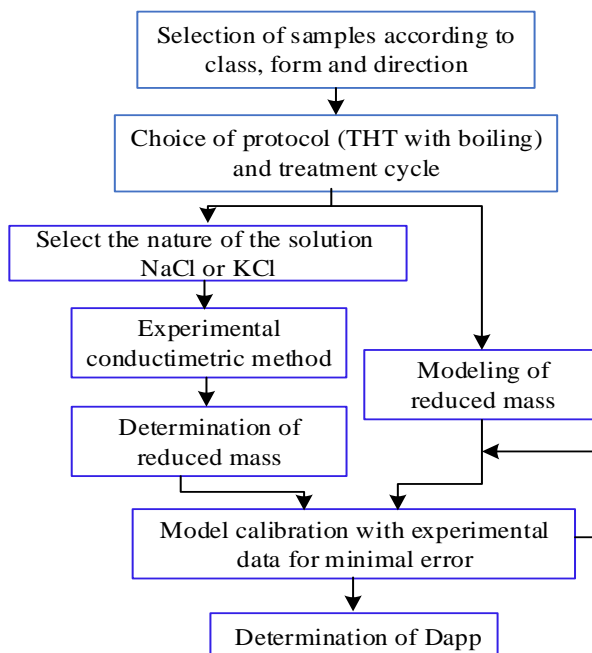 Selection of samples according to
class, form and direction
Choice of protocol (THT with boiling)
and treatment cycle
Select the nature of the solution
NaCl or KCl
Experimental
conductimetric method
Modeling of
reduced mass
Determination of
reduced mass
Model calibration with experimental
data for minimal error
Determination of Dapp